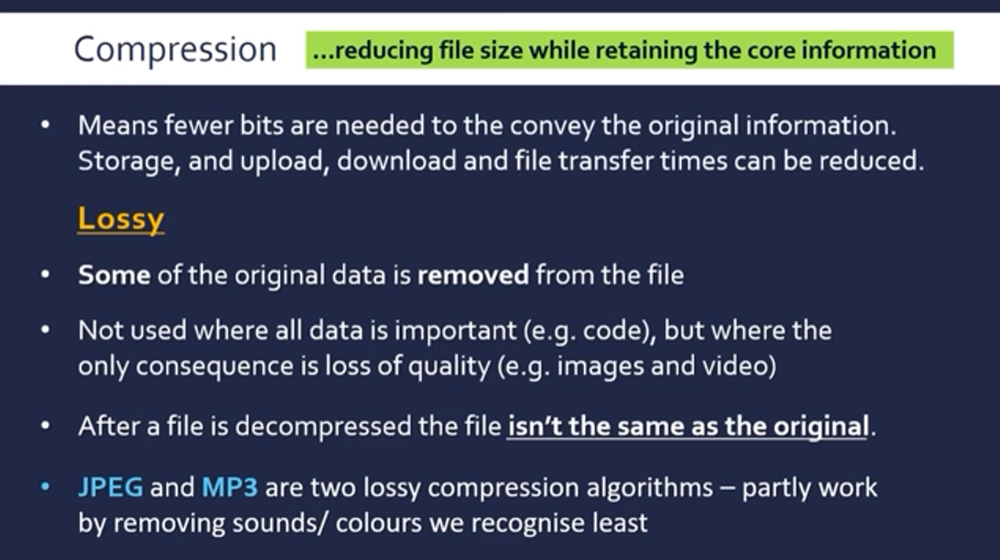 Compression
...reducing file size while retaining the core information
• Means fewer bits are needed to the convey the original information.
Storage, and upload, download and file transfer times can be reduced.
Lossy
• Some of the original data is removed from the file
• Not used where all data is important (e.g. code), but where the
only consequence is loss of quality (e.g. images and video)
• After a file is decompressed the file isn't the same as the original.
• JPEG and MP3 are two lossy compression algorithms – partly work
by removing sounds/ colours we recognise least